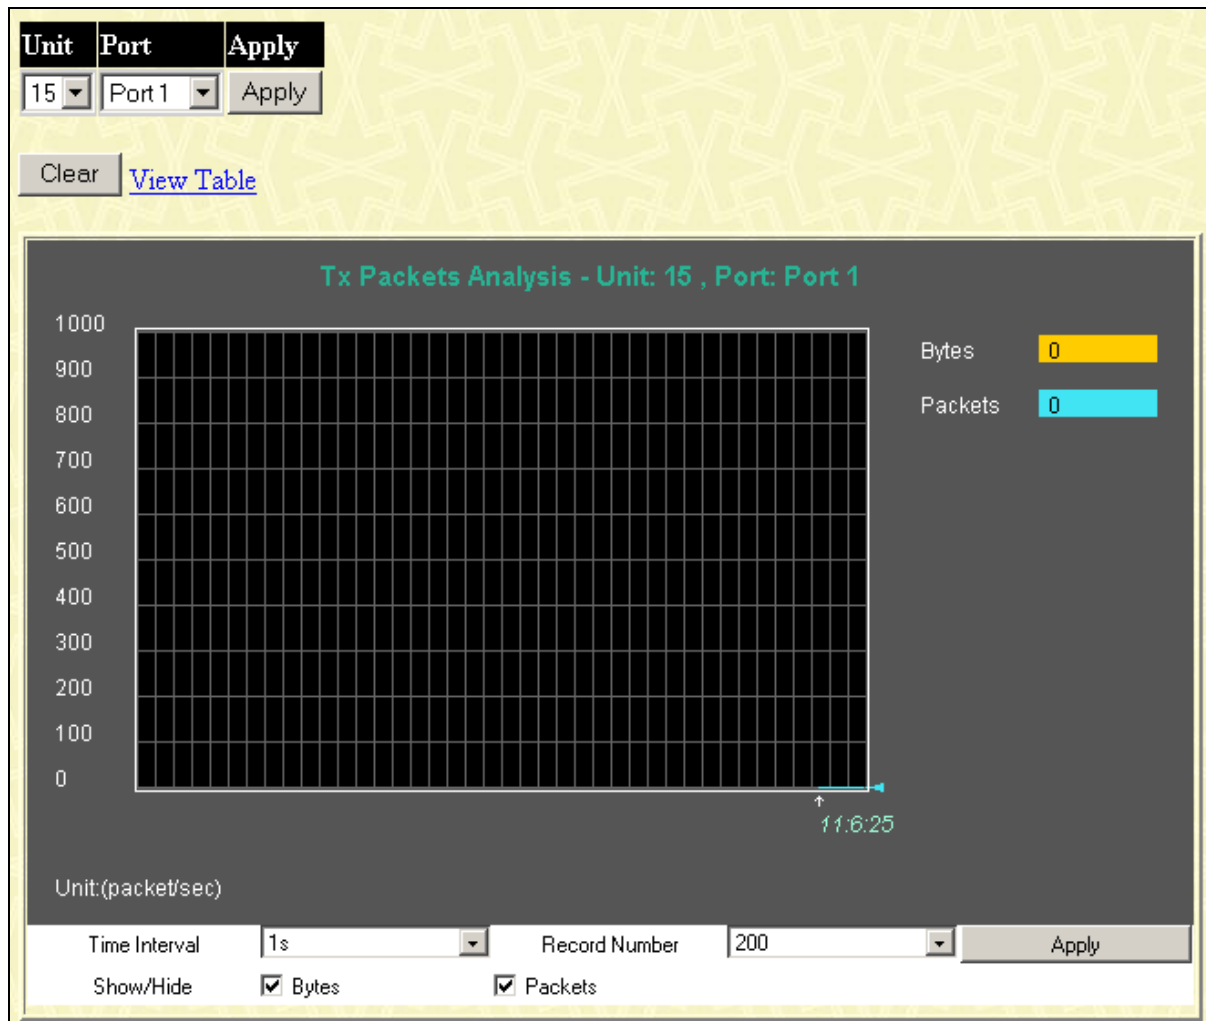 Unit Port Apply
15 Port 1 Apply
Clear View Table
Tx Packets Analysis - Unit: 15 , Port: Port 1
1000
900
800
700
600
500
400
300
200
100
0
Bytes 0
Packets 0
11:6:25
Unit:(packet/sec)
Time Interval 1s Record Number 200 Apply
Show/Hide Bytes Packets